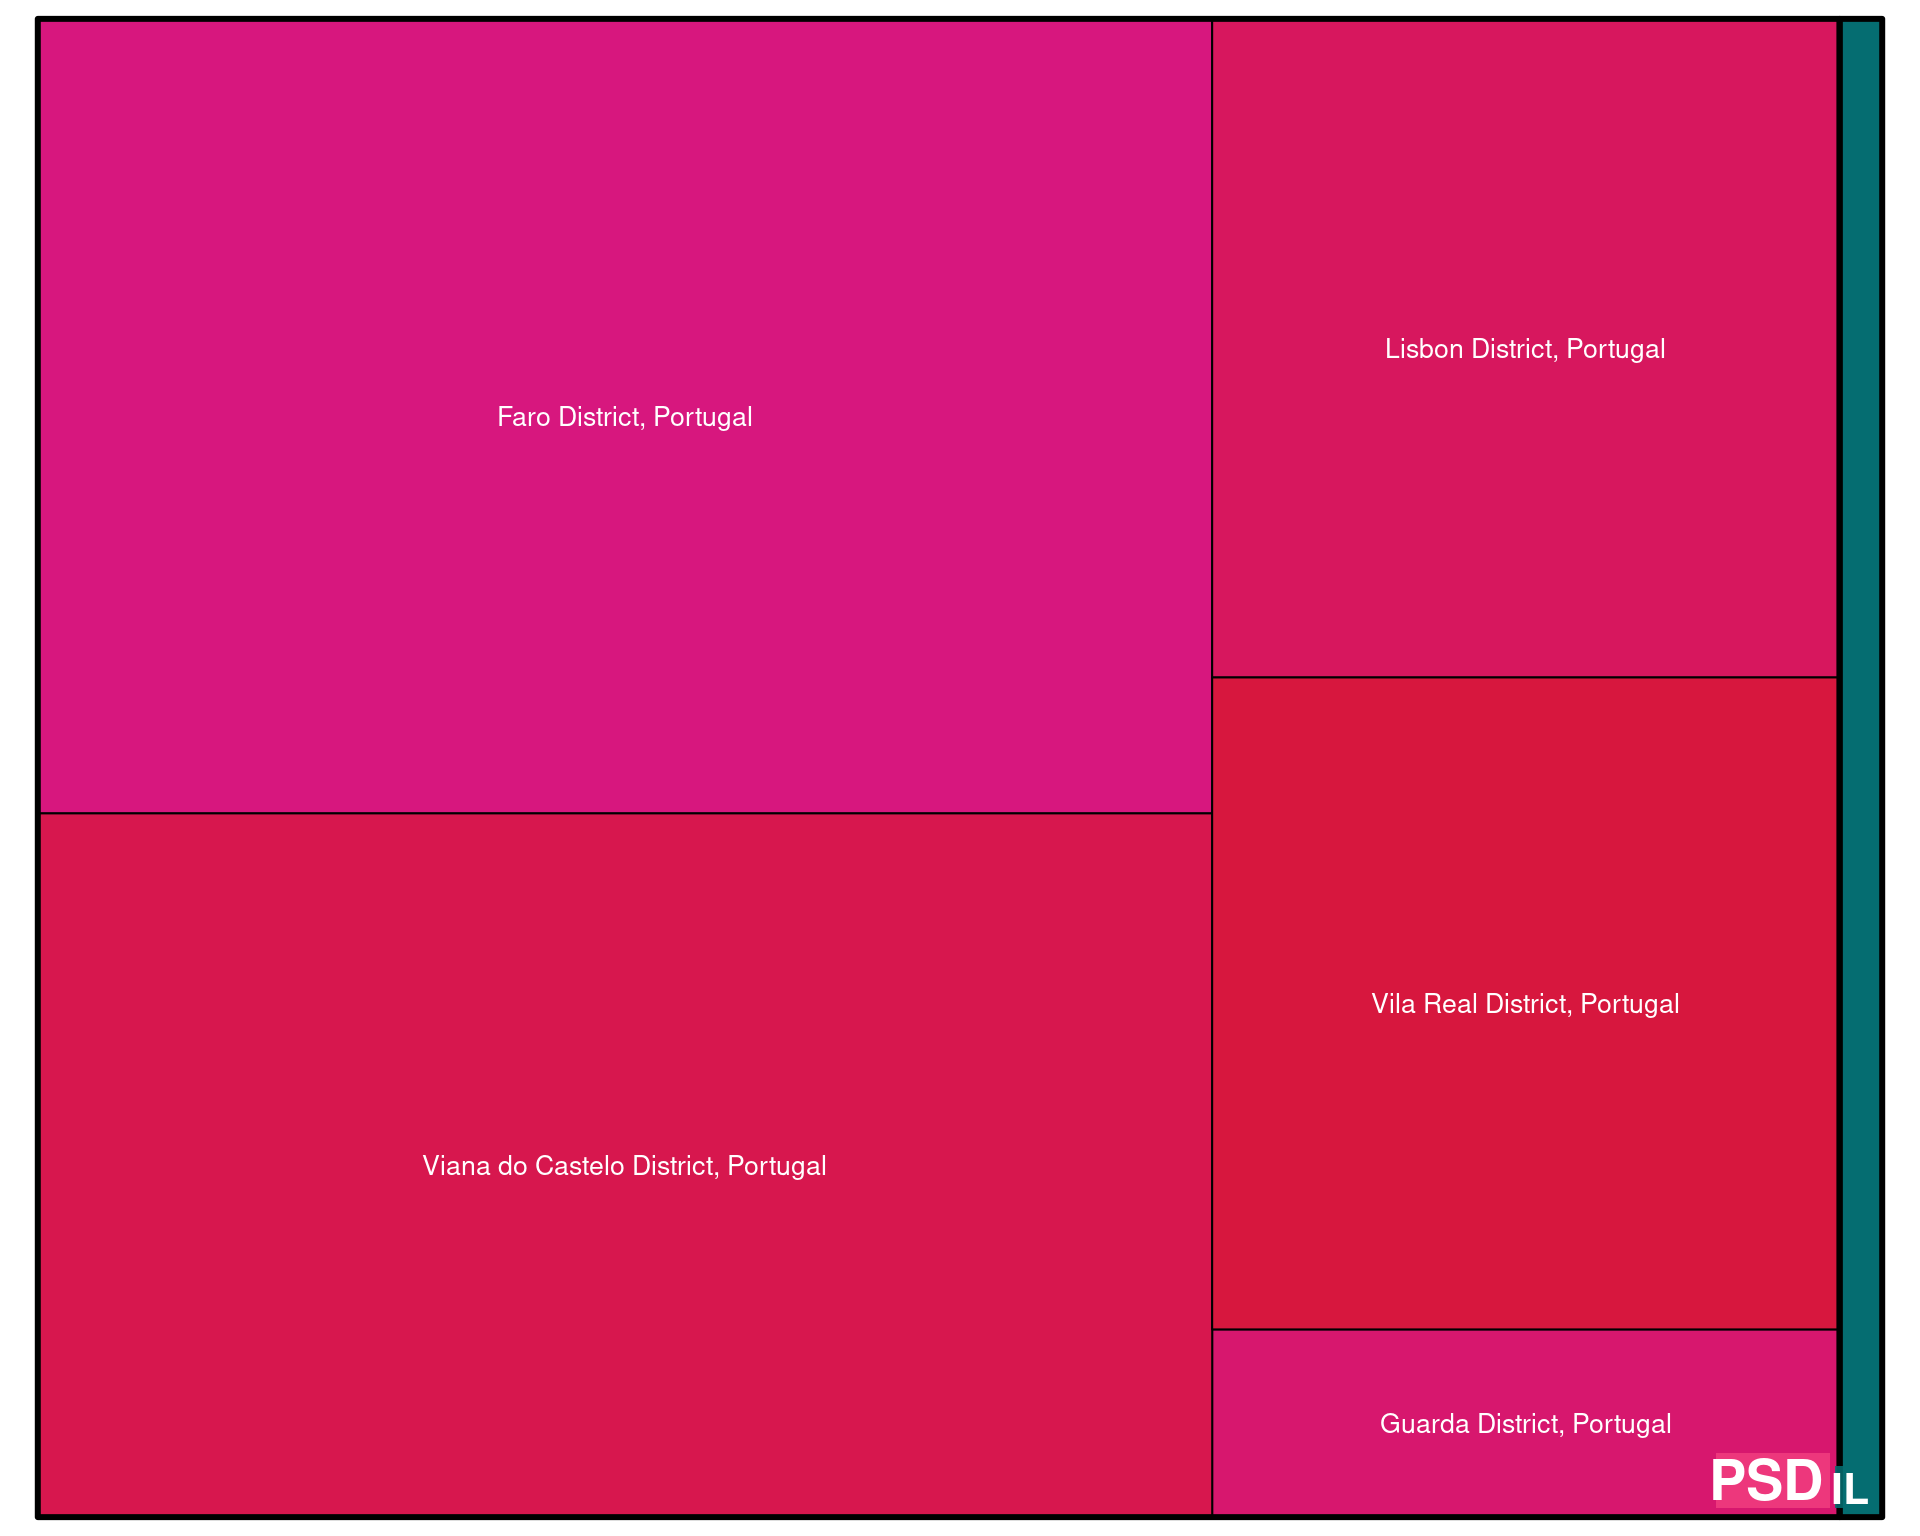 Faro District, Portugal
Lisbon District, Portugal
Viana do Castelo District, Portugal
Vila Real District, Portugal
Guarda District, Portugal
PSD
IL